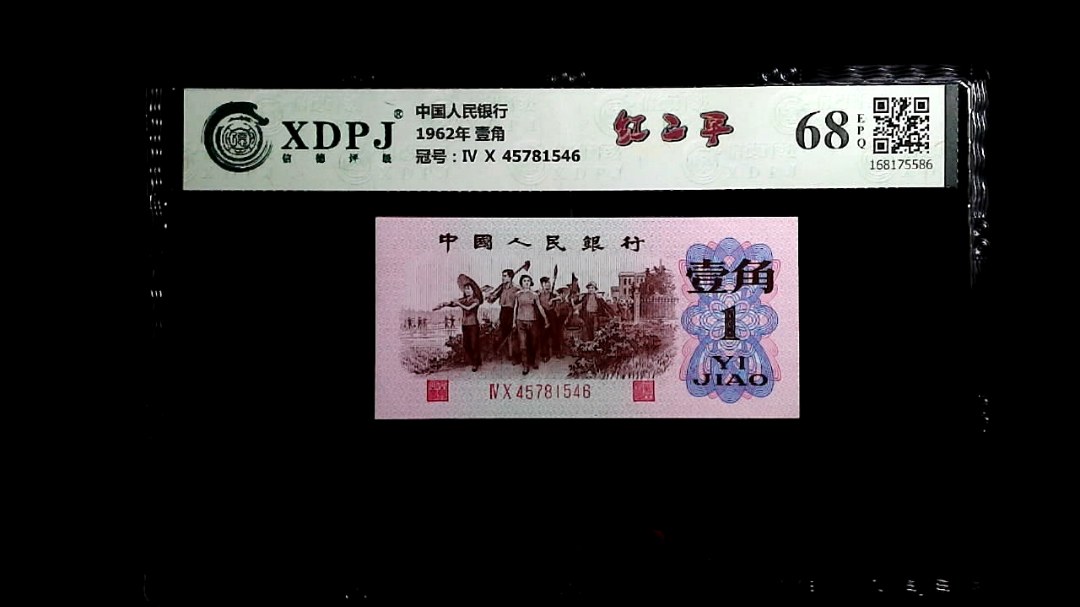 XDPJ®
信德评级
中国人民银行
1962年 壹角
冠号：Ⅳ Ⅹ 45781546
红二平
68
EPQ
168175586
中國人民銀行
壹角
1
YI
JIAO
ⅣⅩ45781546